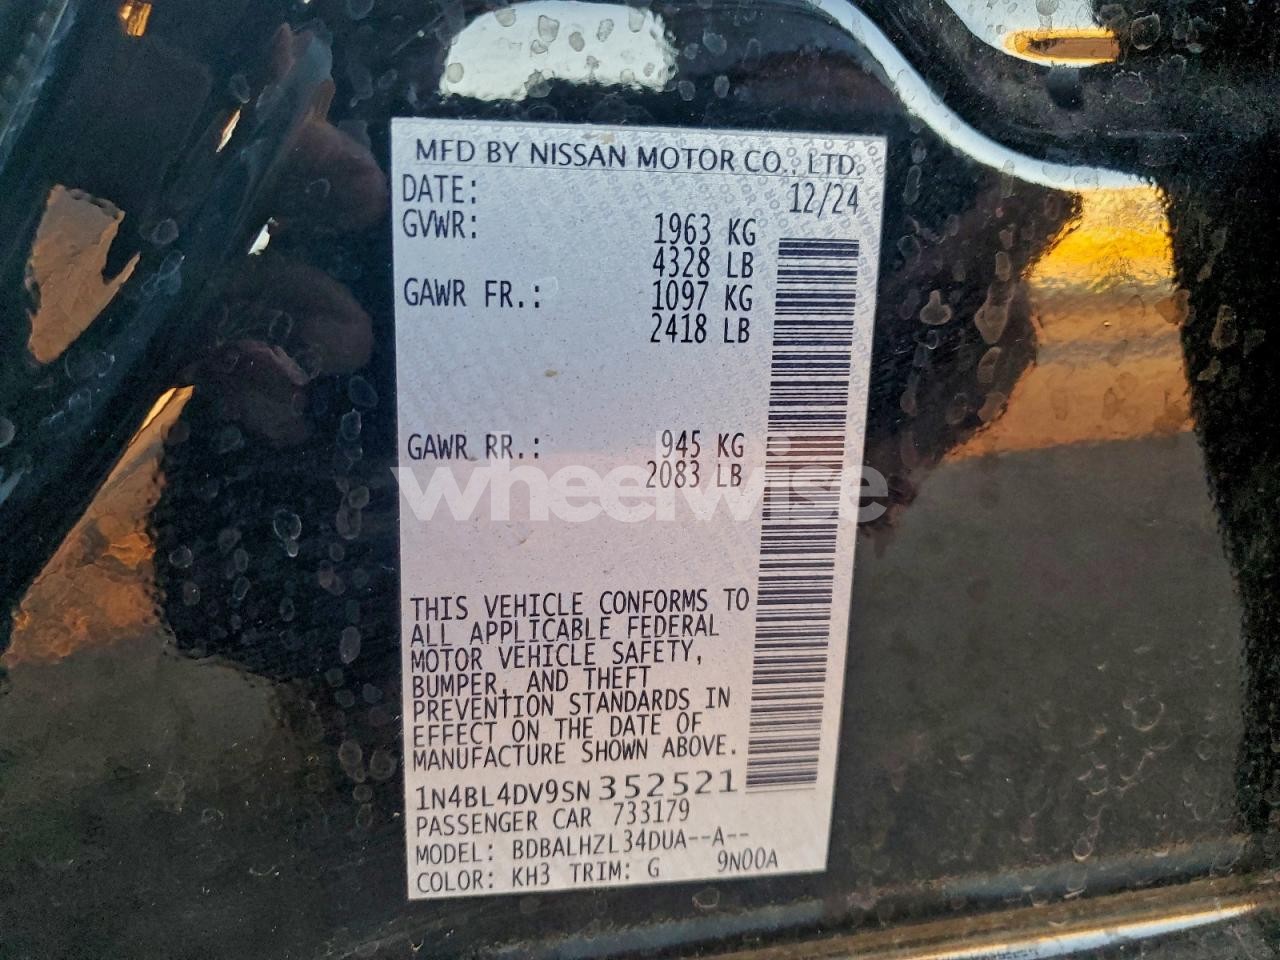 MFD BY NISSAN MOTOR CO., LTD.
DATE: 12/24
GVWR: 1963 KG
4328 LB
GAWR FR.: 1097 KG
2418 LB
GAWR RR.: 945 KG
2083 LB
wheelwise
THIS VEHICLE CONFORMS TO
ALL APPLICABLE FEDERAL
MOTOR VEHICLE SAFETY,
BUMPER, AND THEFT
PREVENTION STANDARDS IN
EFFECT ON THE DATE OF
MANUFACTURE SHOWN ABOVE.
1N4BL4DV9SN352521
PASSENGER CAR 733179
MODEL: BDBALHZL34DUA--A--
COLOR: KH3 TRIM: G 9N00A